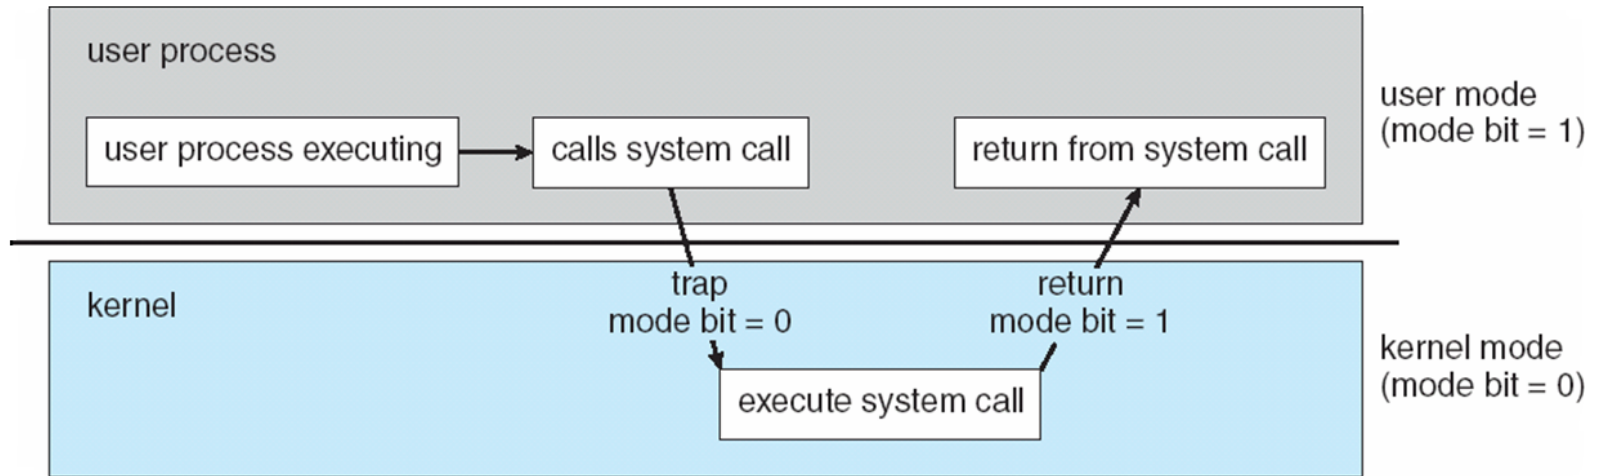 user process
user process executing
calls system call
return from system call
user mode
(mode bit = 1)
kernel
trap
mode bit = 0
return
mode bit = 1
execute system call
kernel mode
(mode bit = 0)